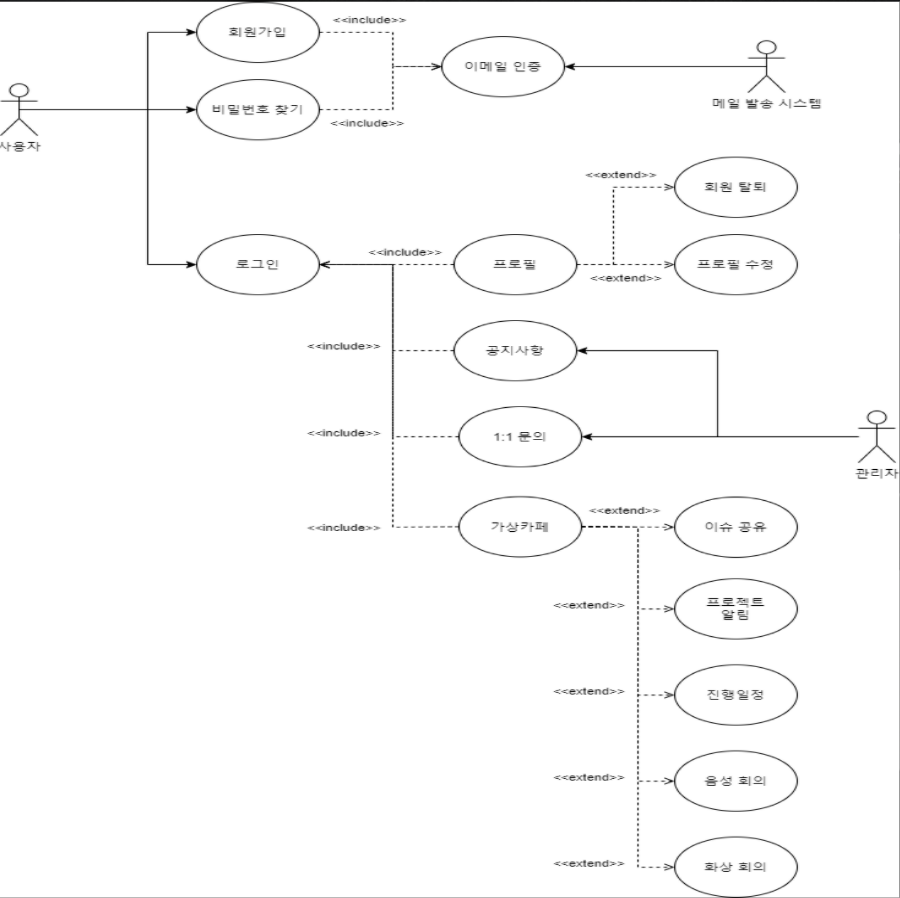 <<include>>
회원가입
이메일 인증
비밀번호 찾기
메일 발송 시스템
<<include>>
사용자
<<extend>>
회원 탈퇴
<<include>>
로그인
프로필
프로필 수정
<<extend>>
<<include>>
공지사항
<<include>>
1:1 문의
관리자
<<extend>>
<<include>>
가상카페
이슈 공유
<<extend>>
프로젝트
알림
<<extend>>
진행일정
<<extend>>
음성 회의
<<extend>>
화상 회의